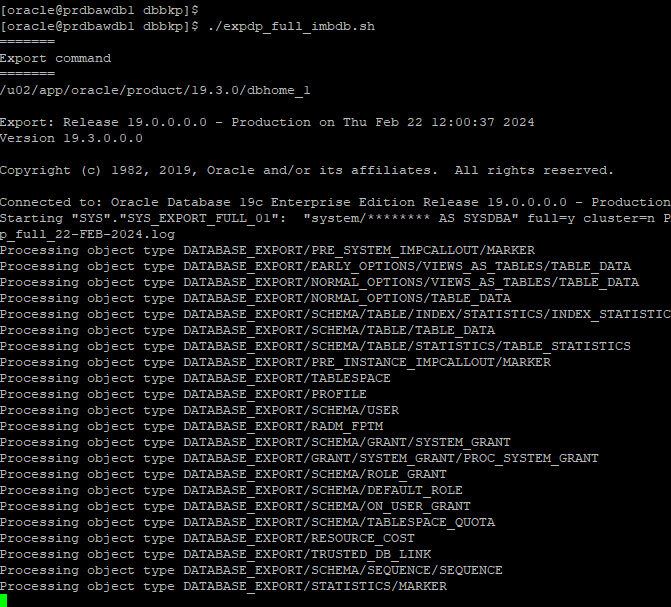 [oracle@prdbawdb1 dbbkp]$
[oracle@prdbawdb1 dbbkp]$ ./expdp_full_imbdb.sh
=======
Export command
=======
/u02/app/oracle/product/19.3.0/dbhome_1
Export: Release 19.0.0.0.0 - Production on Thu Feb 22 12:00:37 2024
Version 19.3.0.0.0
Copyright (c) 1982, 2019, Oracle and/or its affiliates.  All rights reserved.
Connected to: Oracle Database 19c Enterprise Edition Release 19.0.0.0.0 - Production
Starting "SYS"."SYS_EXPORT_FULL_01":  "system/******** AS SYSDBA" full=y cluster=n P
p_full_22-FEB-2024.log
Processing object type DATABASE_EXPORT/PRE_SYSTEM_IMPCALLOUT/MARKER
Processing object type DATABASE_EXPORT/EARLY_OPTIONS/VIEWS_AS_TABLES/TABLE_DATA
Processing object type DATABASE_EXPORT/NORMAL_OPTIONS/VIEWS_AS_TABLES/TABLE_DATA
Processing object type DATABASE_EXPORT/NORMAL_OPTIONS/TABLE_DATA
Processing object type DATABASE_EXPORT/SCHEMA/TABLE/INDEX/STATISTICS/INDEX_STATISTIC
Processing object type DATABASE_EXPORT/SCHEMA/TABLE/TABLE_DATA
Processing object type DATABASE_EXPORT/SCHEMA/TABLE/STATISTICS/TABLE_STATISTICS
Processing object type DATABASE_EXPORT/PRE_INSTANCE_IMPCALLOUT/MARKER
Processing object type DATABASE_EXPORT/TABLESPACE
Processing object type DATABASE_EXPORT/PROFILE
Processing object type DATABASE_EXPORT/SCHEMA/USER
Processing object type DATABASE_EXPORT/RADM_FPTM
Processing object type DATABASE_EXPORT/SCHEMA/GRANT/SYSTEM_GRANT
Processing object type DATABASE_EXPORT/GRANT/SYSTEM_GRANT/PROC_SYSTEM_GRANT
Processing object type DATABASE_EXPORT/SCHEMA/ROLE_GRANT
Processing object type DATABASE_EXPORT/SCHEMA/DEFAULT_ROLE
Processing object type DATABASE_EXPORT/SCHEMA/ON_USER_GRANT
Processing object type DATABASE_EXPORT/SCHEMA/TABLESPACE_QUOTA
Processing object type DATABASE_EXPORT/RESOURCE_COST
Processing object type DATABASE_EXPORT/TRUSTED_DB_LINK
Processing object type DATABASE_EXPORT/SCHEMA/SEQUENCE/SEQUENCE
Processing object type DATABASE_EXPORT/STATISTICS/MARKER